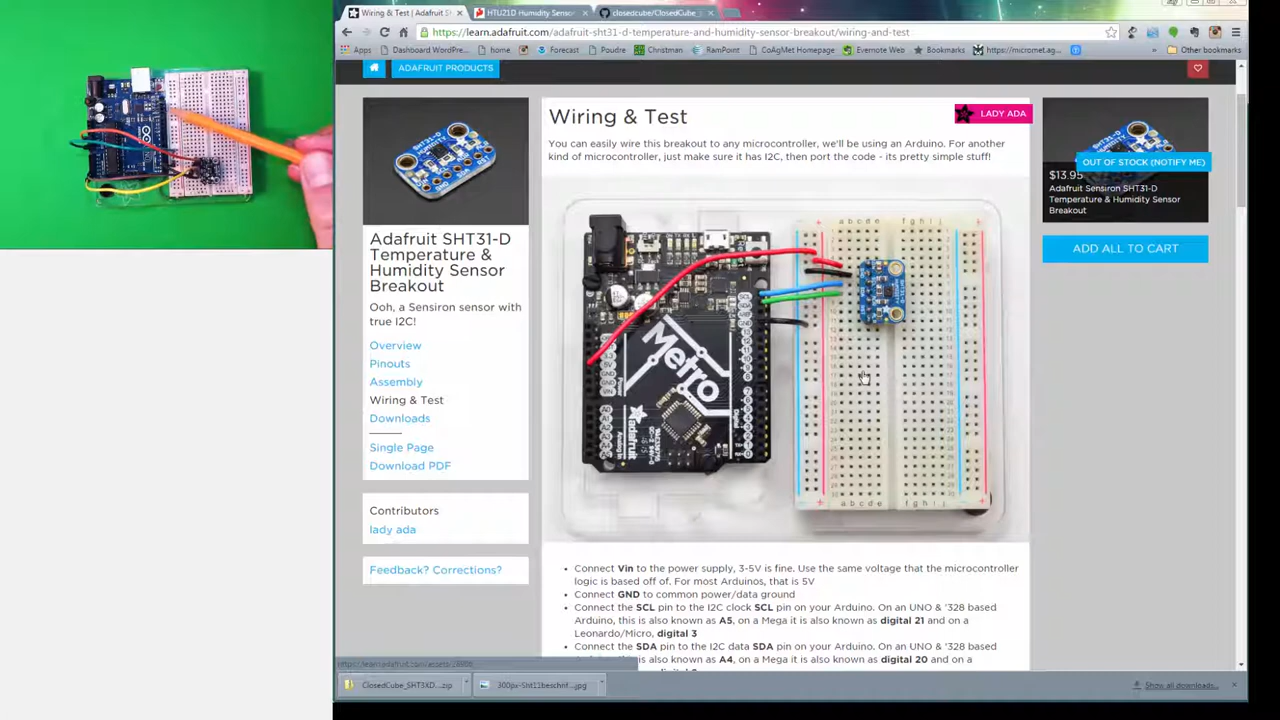 Wiring & Test | Adafruit S
HTU21D Humidity Sensor
closedcube/ClosedCube
https://learn.adafruit.com/adafruit-sht31-d-temperature-and-humidity-sensor-breakout/wiring-and-test
Apps
Dashboard WordPre...
home
Forecast
Poudre
Christman
RamPoint
CoAgMet Homepage
Evernote Web
Bookmarks
https://micromet.ag...
Other bookmarks
ADAFRUIT PRODUCTS
Adafruit SHT31-D
Temperature &
Humidity Sensor
Breakout
Ooh, a Sensiron sensor with
true I2C!
Overview
Pinouts
Assembly
Wiring & Test
Downloads
Single Page
Download PDF
Contributors
lady ada
Feedback? Corrections?
Wiring & Test
LADY ADA
You can easily wire this breakout to any microcontroller, we'll be using an Arduino. For another
kind of microcontroller, just make sure it has I2C, then port the code - its pretty simple stuff!
Metro
adafruit
Connect Vin to the power supply, 3-5V is fine. Use the same voltage that the microcontroller
logic is based off of. For most Arduinos, that is 5V
Connect GND to common power/data ground
Connect the SCL pin to the I2C clock SCL pin on your Arduino. On an UNO & '328 based
Arduino, this is also known as A5, on a Mega it is also known as digital 21 and on a
Leonardo/Micro, digital 3
Connect the SDA pin to the I2C data SDA pin on your Arduino. On an UNO & '328 based
is also known as A4, on a Mega it is also known as digital 20 and on a
OUT OF STOCK (NOTIFY ME)
$13.95
Adafruit Sensiron SHT31-D
Temperature & Humidity Sensor
Breakout
ADD ALL TO CART
ClosedCube_SHT3XD....zip
300px-Sht11beschrif....jpg
Show all downloads...